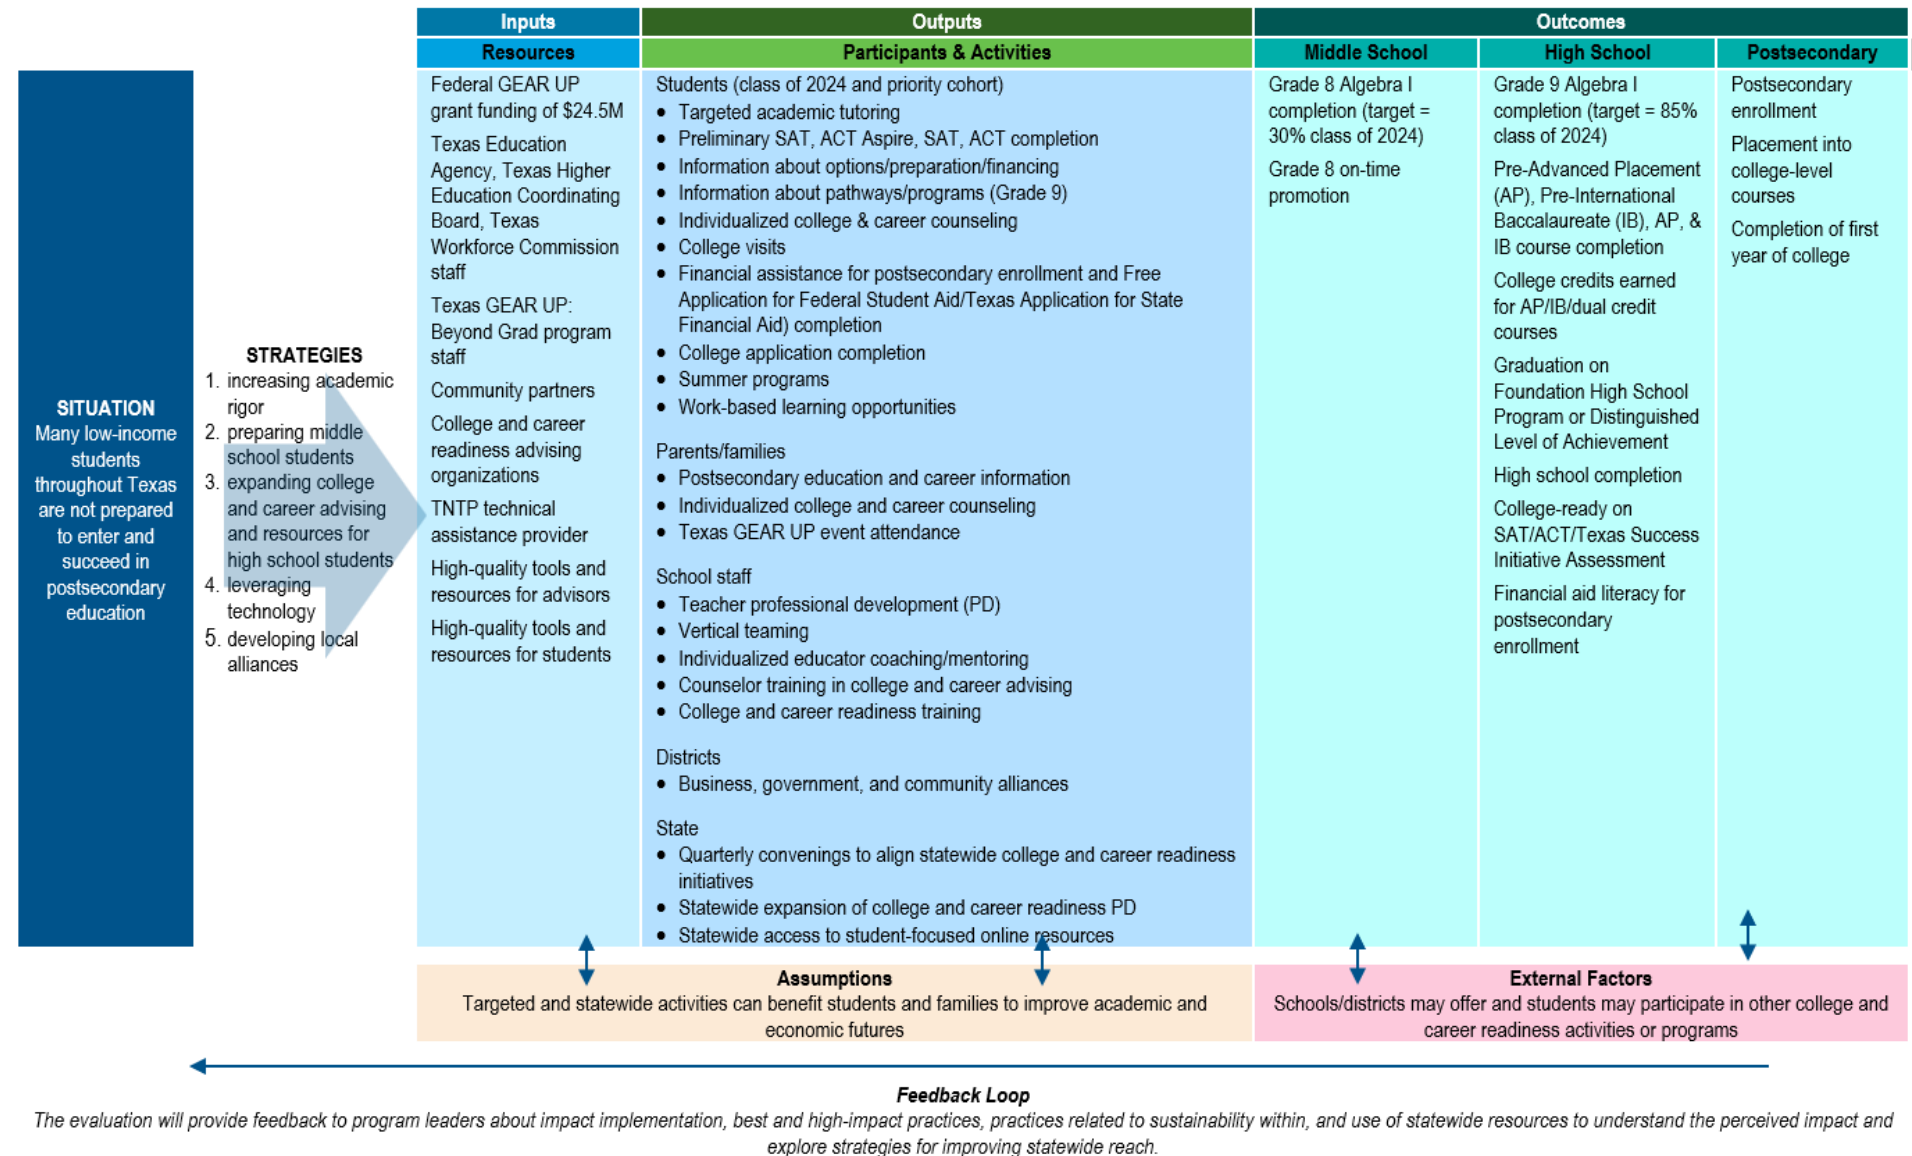 Inputs
Outputs
Outcomes
Resources
Participants & Activities
Middle School
High School
Postsecondary
SITUATION
Many low-income
students
throughout Texas
are not prepared
to enter and
succeed in
postsecondary
education
STRATEGIES
1. increasing academic
rigor
2. preparing middle
school students
3. expanding college
and career advising
and resources for
high school students
4. leveraging
technology
5. developing local
alliances
Federal GEAR UP
grant funding of $24.5M
Texas Education
Agency, Texas Higher
Education Coordinating
Board, Texas
Workforce Commission
staff
Texas GEAR UP:
Beyond Grad program
staff
Community partners
College and career
readiness advising
organizations
TNTP technical
assistance provider
High-quality tools and
resources for advisors
High-quality tools and
resources for students
Students (class of 2024 and priority cohort)
• Targeted academic tutoring
• Preliminary SAT, ACT Aspire, SAT, ACT completion
• Information about options/preparation/financing
• Information about pathways/programs (Grade 9)
• Individualized college & career counseling
• College visits
• Financial assistance for postsecondary enrollment and Free
Application for Federal Student Aid/Texas Application for State
Financial Aid) completion
• College application completion
• Summer programs
• Work-based learning opportunities
Parents/families
• Postsecondary education and career information
• Individualized college and career counseling
• Texas GEAR UP event attendance
School staff
• Teacher professional development (PD)
• Vertical teaming
• Individualized educator coaching/mentoring
• Counselor training in college and career advising
• College and career readiness training
Districts
• Business, government, and community alliances
State
• Quarterly convenings to align statewide college and career readiness
initiatives
• Statewide expansion of college and career readiness PD
• Statewide access to student-focused online resources
Grade 8 Algebra I
completion (target =
30% class of 2024)
Grade 8 on-time
promotion
Grade 9 Algebra I
completion (target = 85%
class of 2024)
Pre-Advanced Placement
(AP), Pre-International
Baccalaureate (IB), AP, &
IB course completion
College credits earned
for AP/IB/dual credit
courses
Graduation on
Foundation High School
Program or Distinguished
Level of Achievement
High school completion
College-ready on
SAT/ACT/Texas Success
Initiative Assessment
Financial aid literacy for
postsecondary
enrollment
Postsecondary
enrollment
Placement into
college-level
courses
Completion of first
year of college
Assumptions
Targeted and statewide activities can benefit students and families to improve academic and
economic futures
External Factors
Schools/districts may offer and students may participate in other college and
career readiness activities or programs
Feedback Loop
The evaluation will provide feedback to program leaders about impact implementation, best and high-impact practices, practices related to sustainability within, and use of statewide resources to understand the perceived impact and
explore strategies for improving statewide reach.